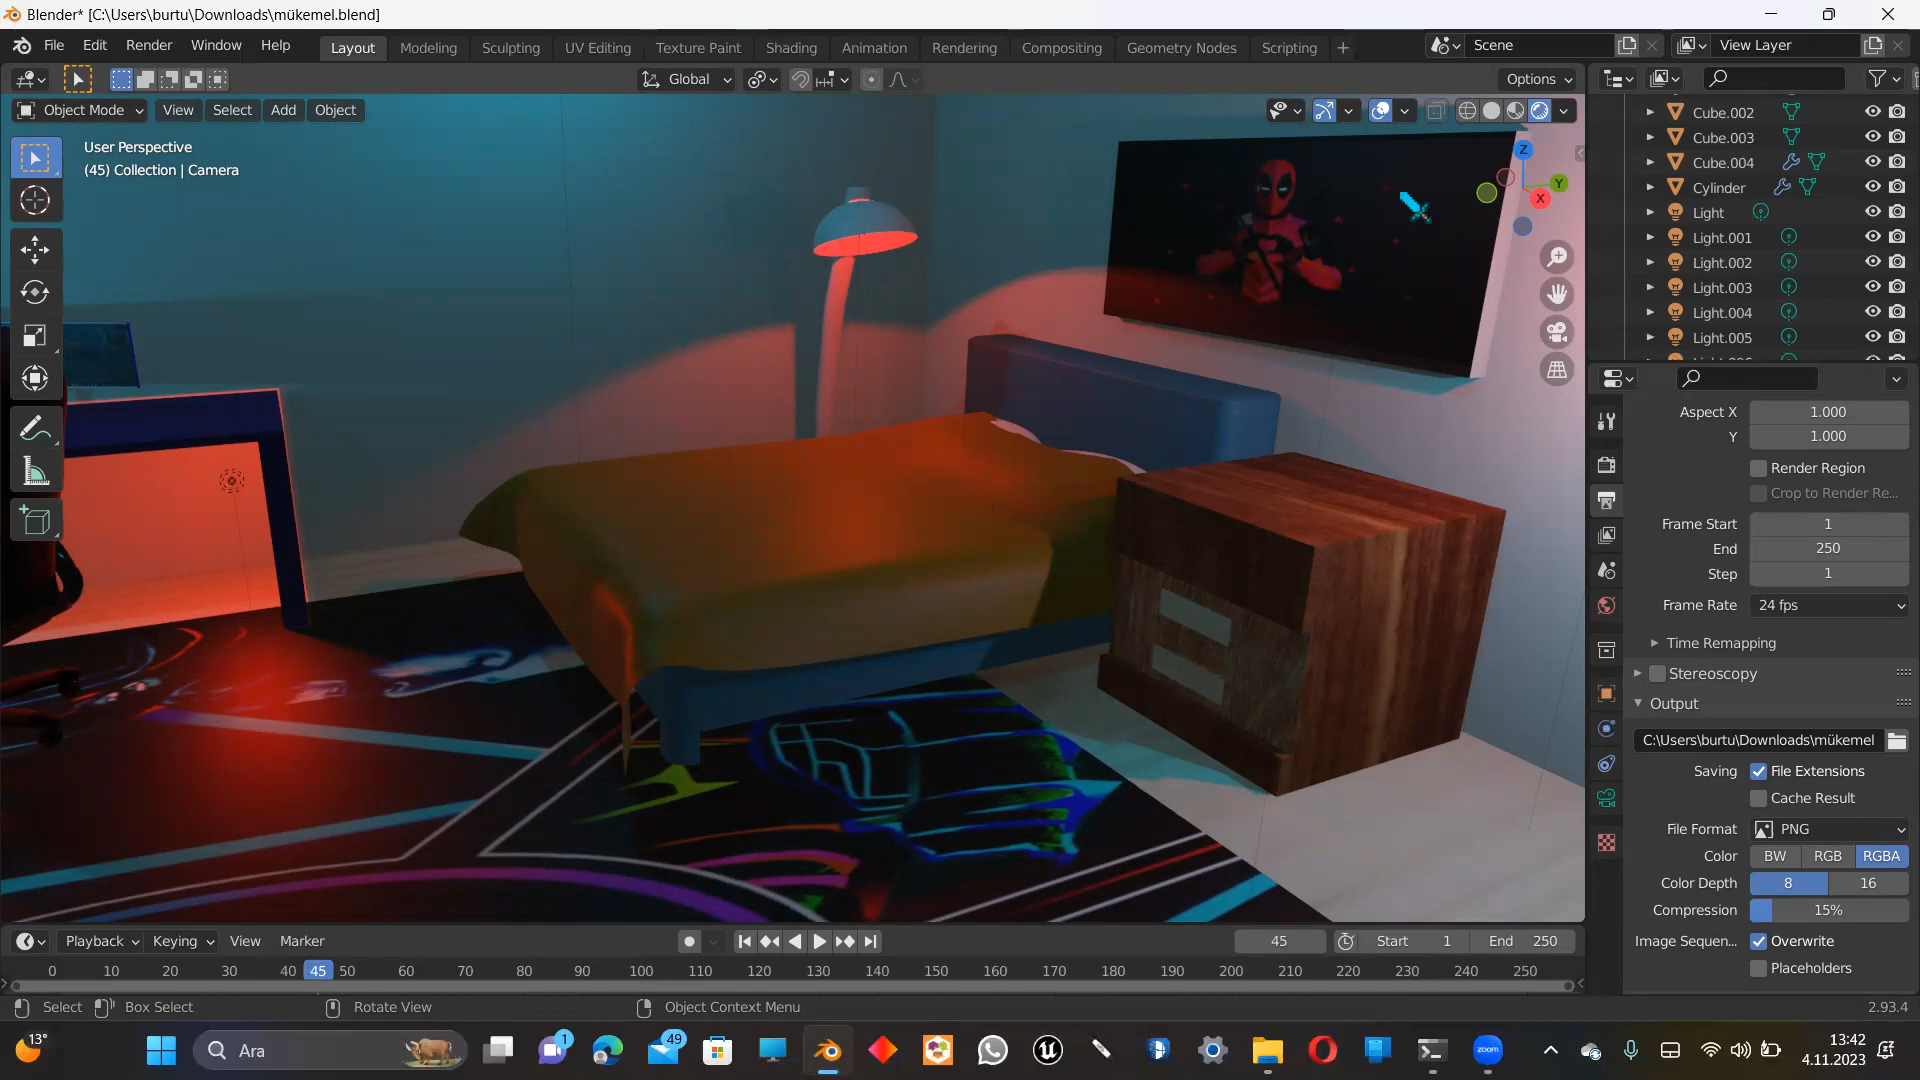 Blender* [C:\Users\burtu\Downloads\mükemel.blend]
File Edit Render Window Help
Layout Modeling Sculpting UV Editing Texture Paint Shading Animation Rendering Compositing Geometry Nodes Scripting
Scene
View Layer
Global
Options
Object Mode View Select Add Object
User Perspective
(45) Collection | Camera
Z
Y
X
Cube.002
Cube.003
Cube.004
Cylinder
Light
Light.001
Light.002
Light.003
Light.004
Light.005
Aspect X 1.000
Y 1.000
Render Region
Crop to Render Re...
Frame Start 1
End 250
Step 1
Frame Rate 24 fps
Time Remapping
Stereoscopy
Output
C:\Users\burtu\Downloads\mükemel
Saving File Extensions
Cache Result
File Format PNG
Color BW RGB RGBA
Color Depth 8 16
Compression 15%
Image Sequen... Overwrite
Placeholders
Playback Keying View Marker
45 Start 1 End 250
0 10 20 30 40 45 50 60 70 80 90 100 110 120 130 140 150 160 170 180 190 200 210 220 230 240 250
Select Box Select Rotate View Object Context Menu 2.93.4
13°
Ara
1
49
zoom
13:42
4.11.2023